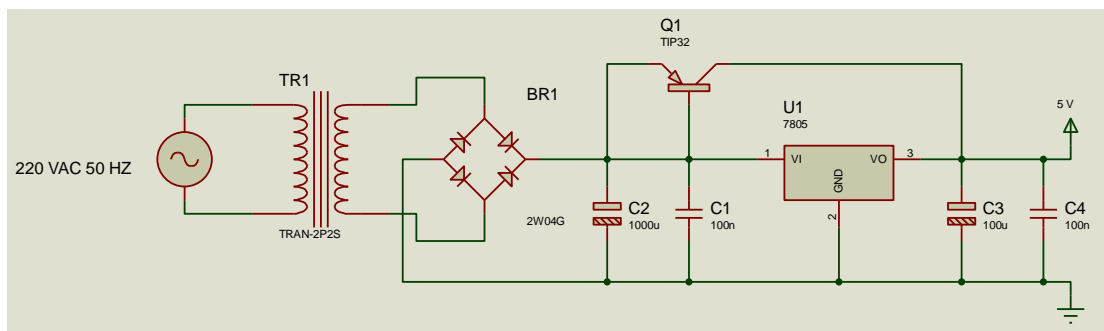 Q1
TIP32
TR1
BR1
U1
7805
5 V
1
VI
VO
3
GND
2
220 VAC 50 HZ
TRAN-2P2S
2W04G
C2
1000u
C1
100n
C3
100u
C4
100n